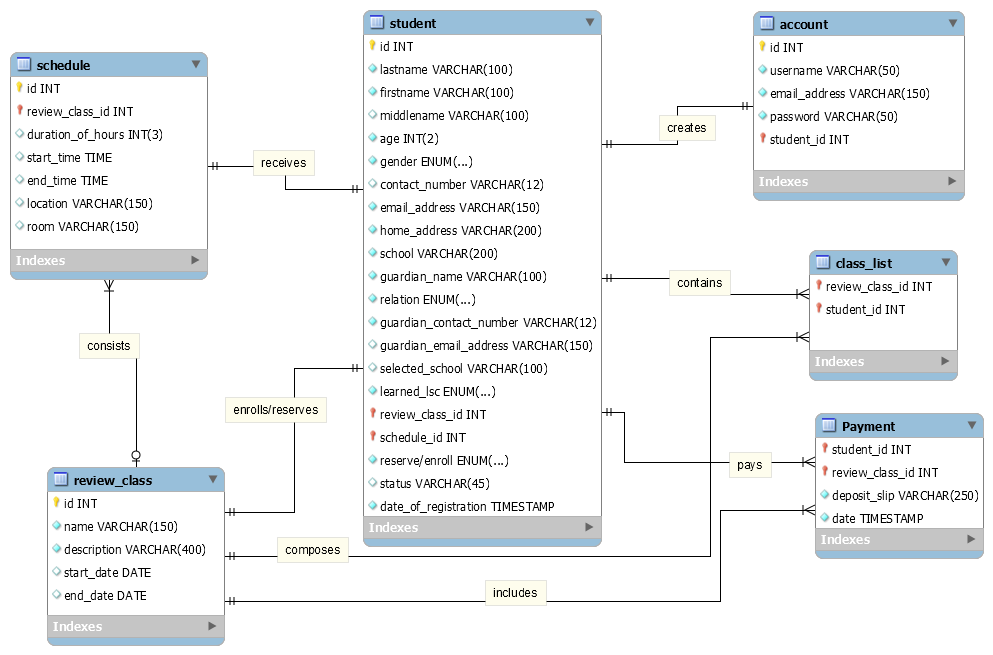 schedule
id INT
review_class_id INT
duration_of_hours INT(3)
start_time TIME
end_time TIME
location VARCHAR(150)
room VARCHAR(150)
Indexes
receives
student
id INT
lastname VARCHAR(100)
firstname VARCHAR(100)
middlename VARCHAR(100)
age INT(2)
gender ENUM(...)
contact_number VARCHAR(12)
email_address VARCHAR(150)
home_address VARCHAR(200)
school VARCHAR(200)
guardian_name VARCHAR(100)
relation ENUM(...)
guardian_contact_number VARCHAR(12)
guardian_email_address VARCHAR(150)
selected_school VARCHAR(100)
learned_lsc ENUM(...)
review_class_id INT
schedule_id INT
reserve/enroll ENUM(...)
status VARCHAR(45)
date_of_registration TIMESTAMP
Indexes
creates
account
id INT
username VARCHAR(50)
email_address VARCHAR(150)
password VARCHAR(50)
student_id INT
Indexes
contains
class_list
review_class_id INT
student_id INT
Indexes
consists
enrolls/reserves
pays
Payment
student_id INT
review_class_id INT
deposit_slip VARCHAR(250)
date TIMESTAMP
Indexes
review_class
id INT
name VARCHAR(150)
description VARCHAR(400)
start_date DATE
end_date DATE
Indexes
composes
includes